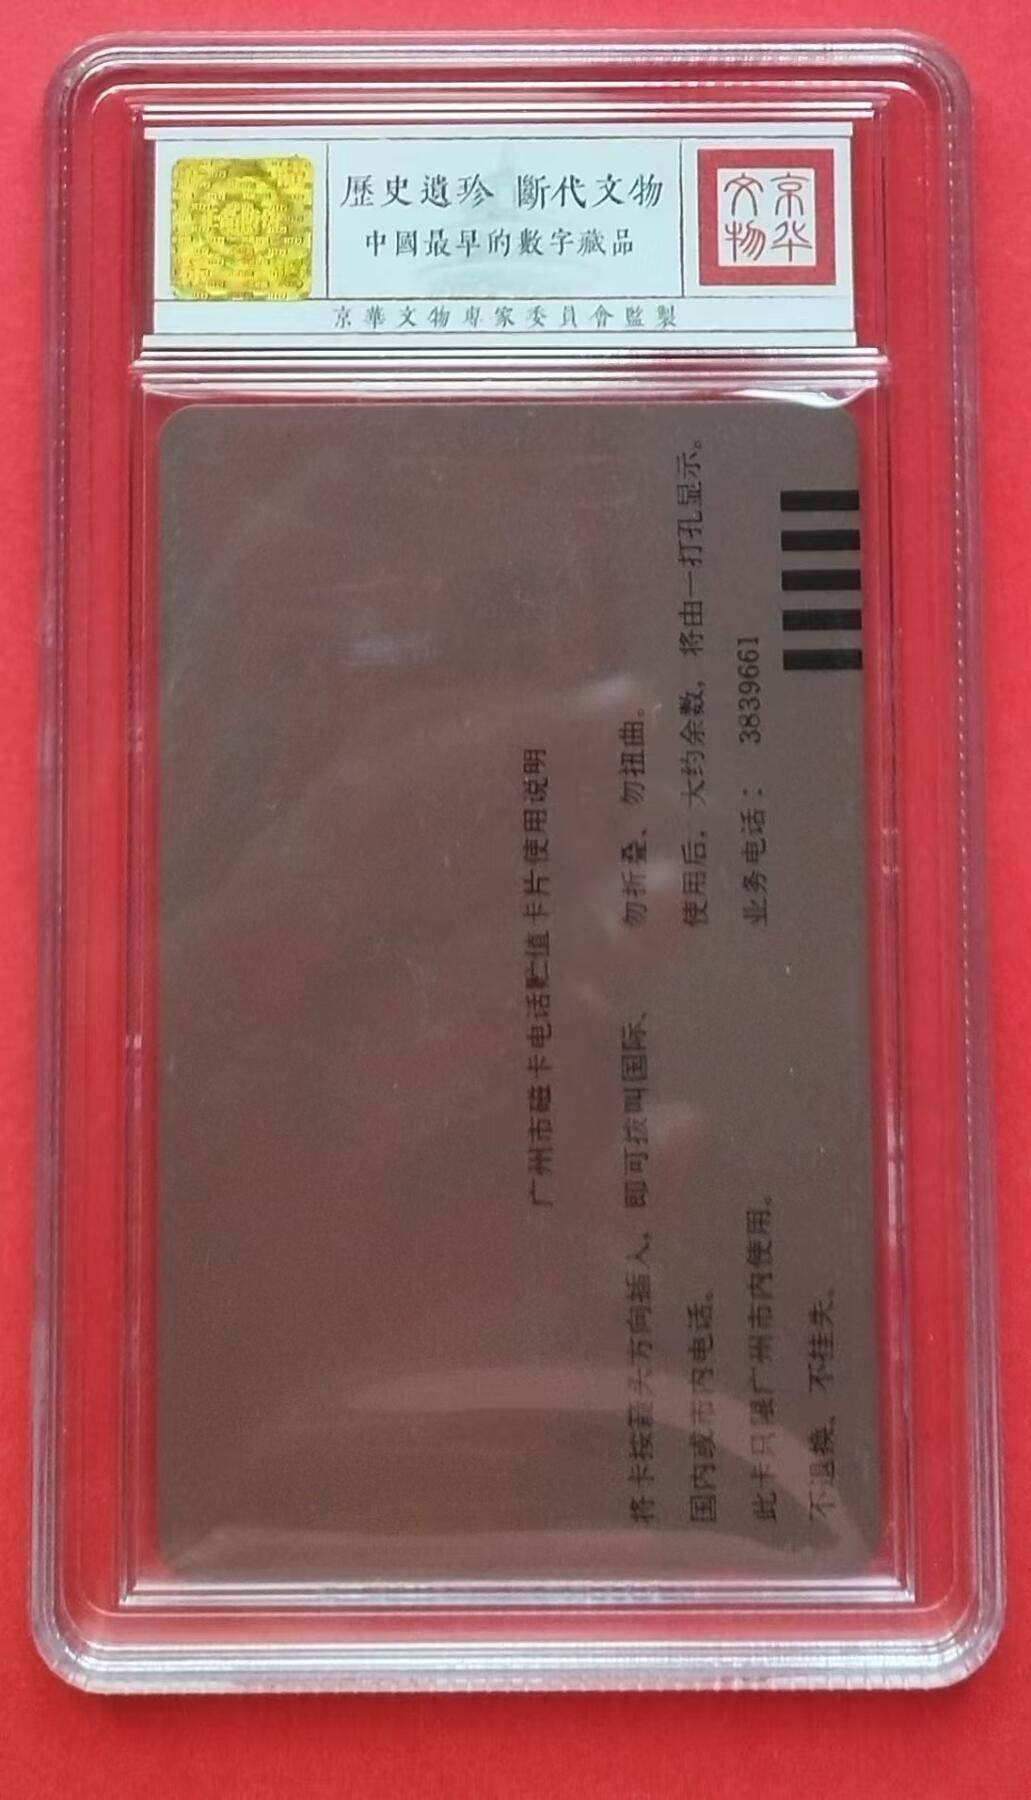 歷史遺珍 斷代文物
中國最早的數字藏品
京华
文物
京華文物專家委員會監製
广州市磁卡电话贮值卡片使用说明
将卡按箭头方向插入，即可拔叫国际、
国内或市内电话。
此卡只限广州市内使用。
不退换、不挂失。
勿折叠、勿扭曲。
使用后，大约余数，将由一打孔显示。
业务电话：3839661